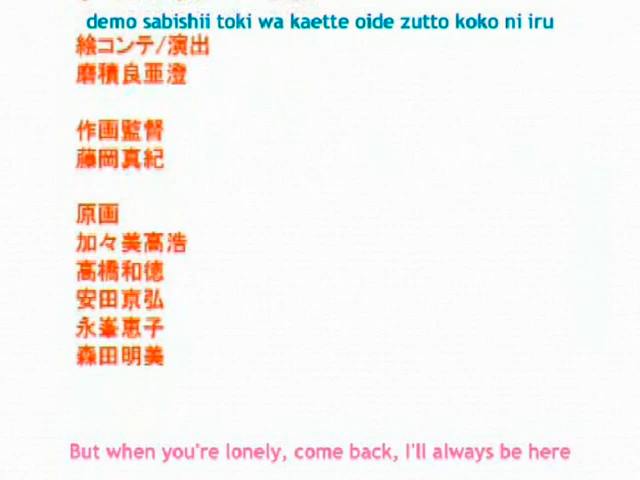 demo sabishii toki wa kaette oide zutto koko ni iru
絵コンテ/演出
磨積良亜澄
作画監督
藤岡真紀
原画
加々美高浩
高橋和徳
安田京弘
永峯恵子
森田明美
But when you're lonely, come back, I'll always be here